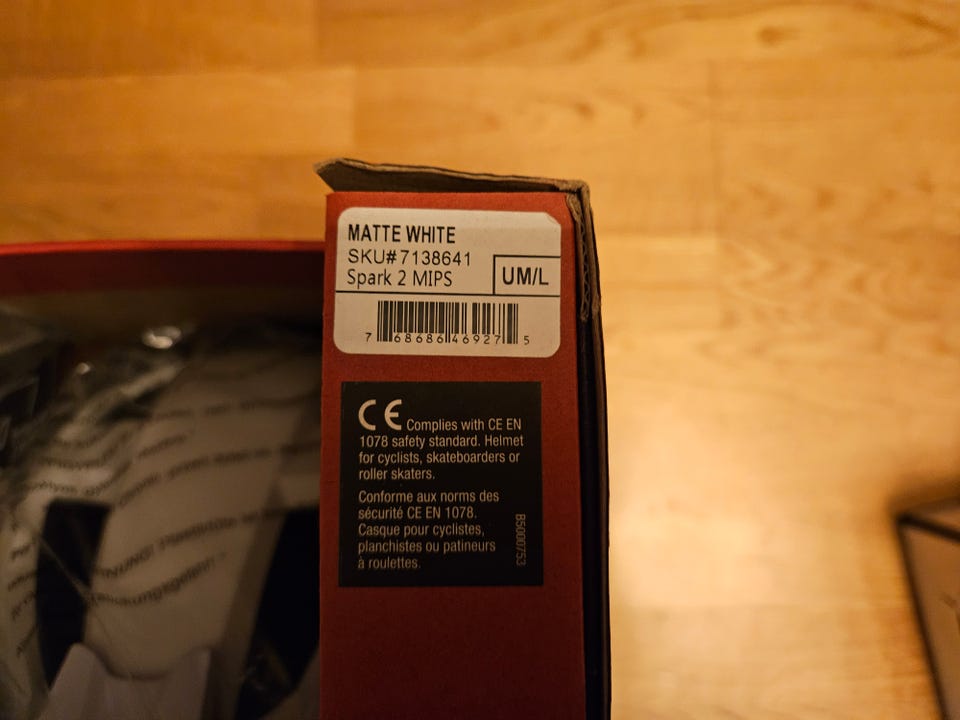 MATTE WHITE
SKU#7138641
Spark 2 MIPS
UM/L
7 68686 46927 5
CE Complies with CE EN
1078 safety standard. Helmet
for cyclists, skateboarders or
roller skaters.
Conforme aux norms des
sécurité CE EN 1078.
Casque pour cyclistes,
planchistes ou patineurs
à roulettes.
B5000753